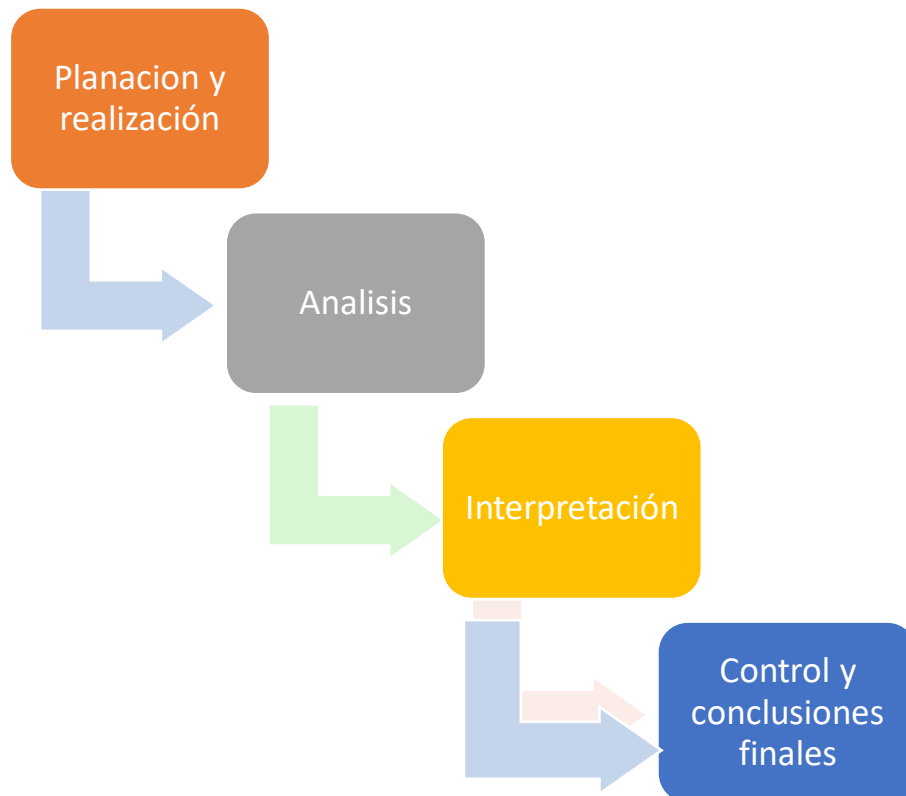 Planacion y
realización
Analisis
Interpretación
Control y
conclusiones
finales